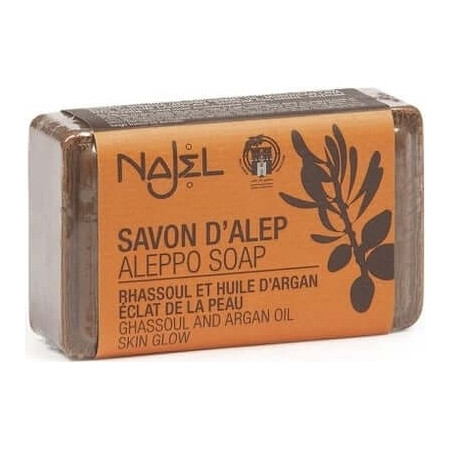 NAJEL
SAVON D'ALEP
ALEPPO SOAP
RHASSOUL ET HUILE D'ARGAN
ÉCLAT DE LA PEAU
GHASSOUL AND ARGAN OIL
SKIN GLOW